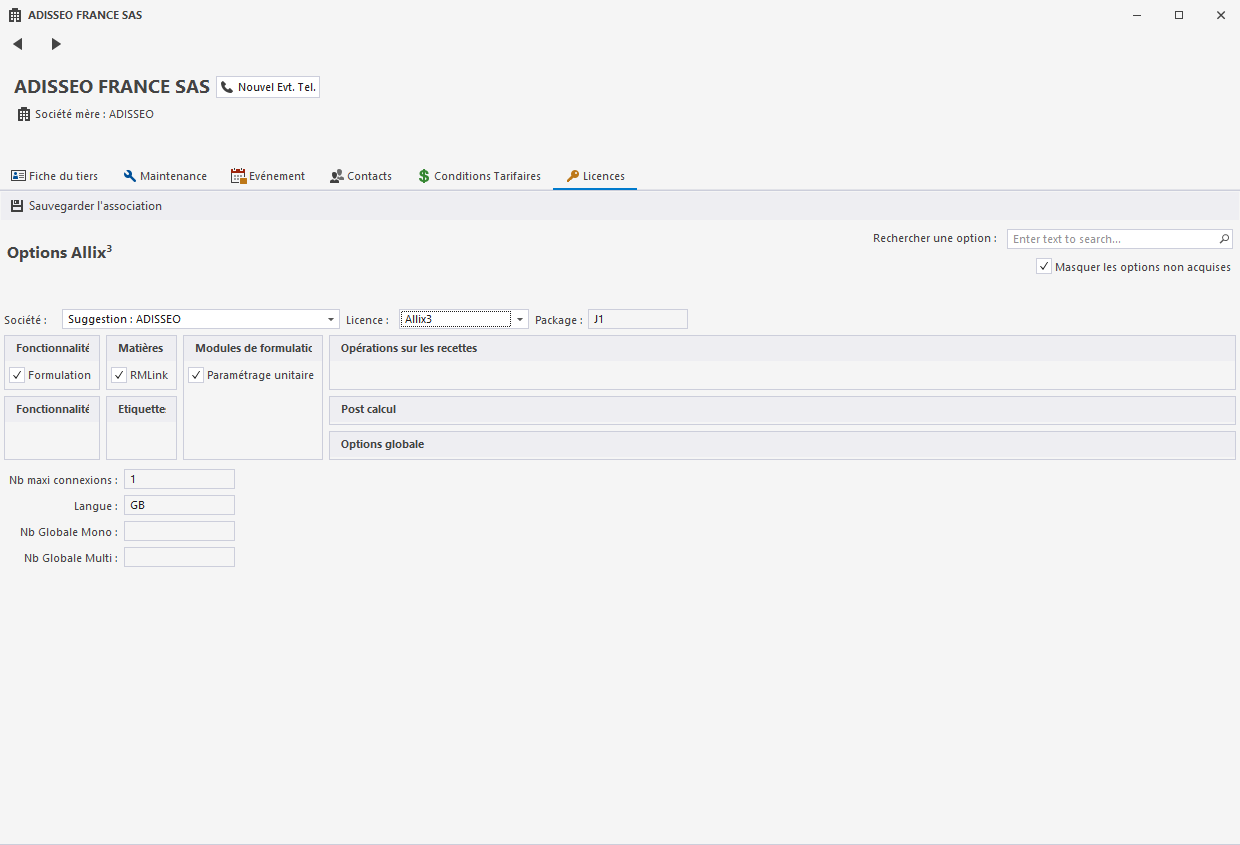 ADISSEO FRANCE SAS
ADISSEO FRANCE SAS Nouvel Evt. Tel.
Société mère : ADISSEO
Fiche du tiers Maintenance Evénement Contacts Conditions Tarifaires Licences
Sauvegarder l'association
Rechercher une option : Enter text to search...
Options Allix³
Masquer les options non acquises
Société : Suggestion : ADISSEO Licence : Allix3 Package : J1
Fonctionnalité Matières Modules de formulatic Opérations sur les recettes
Formulation RMLink Paramétrage unitaire
Fonctionnalité Etiquette Post calcul
Options globale
Nb maxi connexions : 1
Langue : GB
Nb Globale Mono :
Nb Globale Multi :